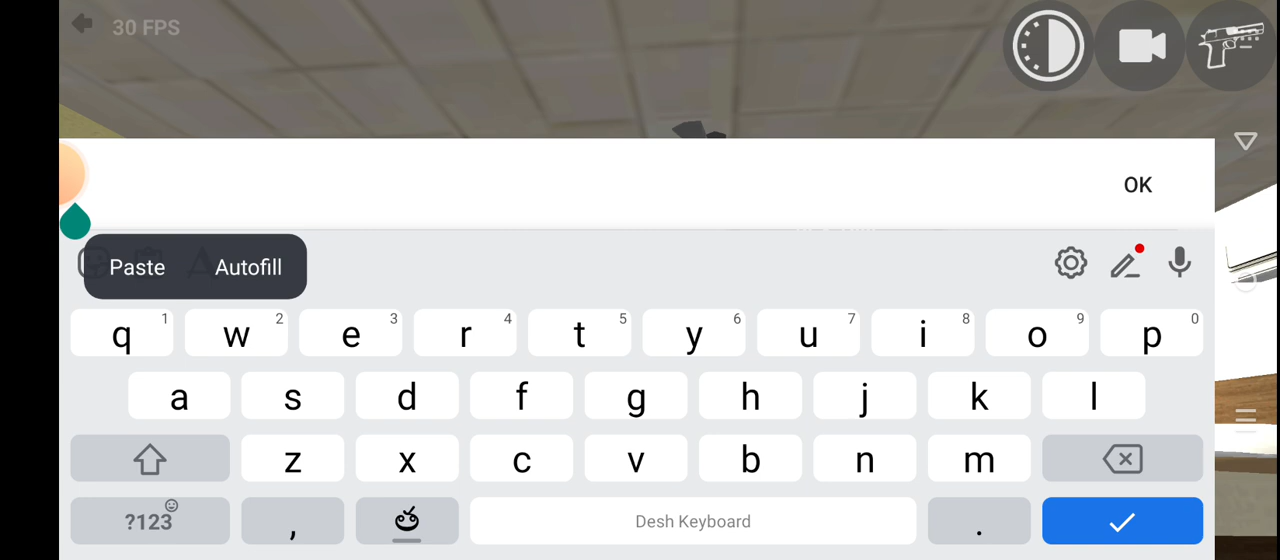 30 FPS
OK
Paste Autofill
q 1 w 2 e 3 r 4 t 5 y 6 u 7 i 8 o 9 p 0
a s d f g h j k l
z x c v b n m
?123 , Desh Keyboard .